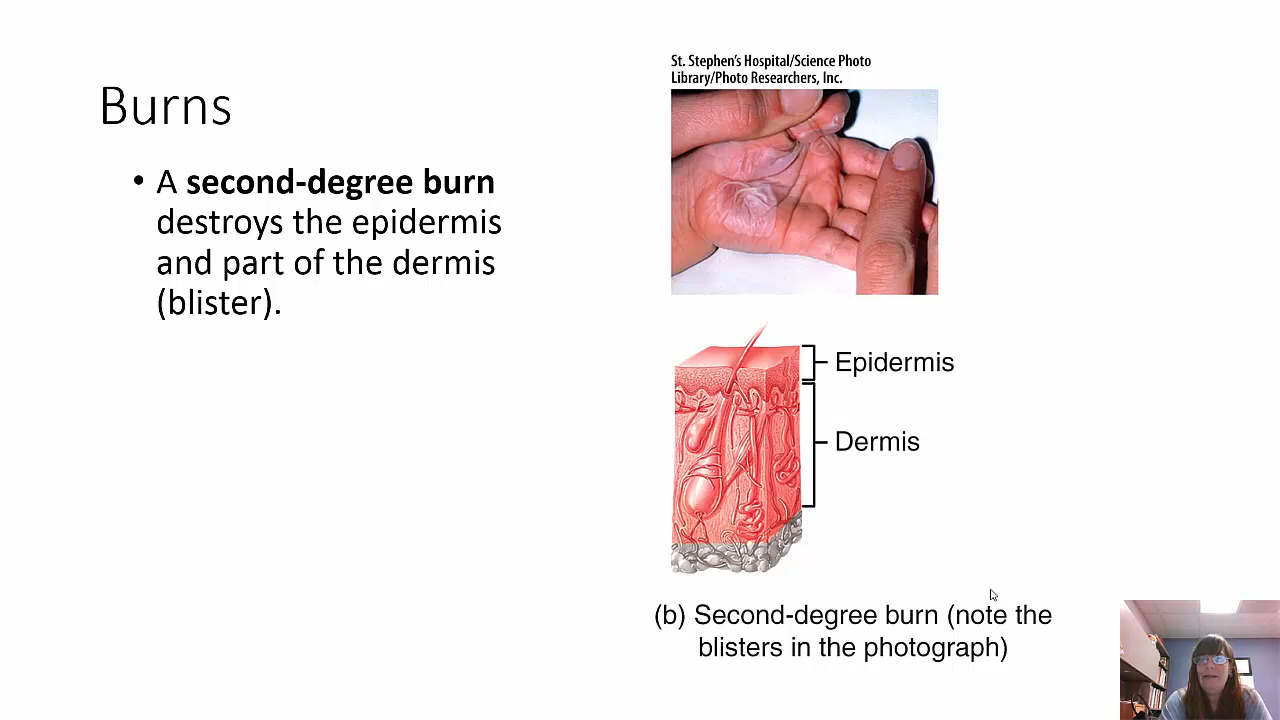 Burns
• A second-degree burn
destroys the epidermis
and part of the dermis
(blister).
St. Stephen's Hospital/Science Photo
Library/Photo Researchers, Inc.
Epidermis
Dermis
(b) Second-degree burn (note the
blisters in the photograph)